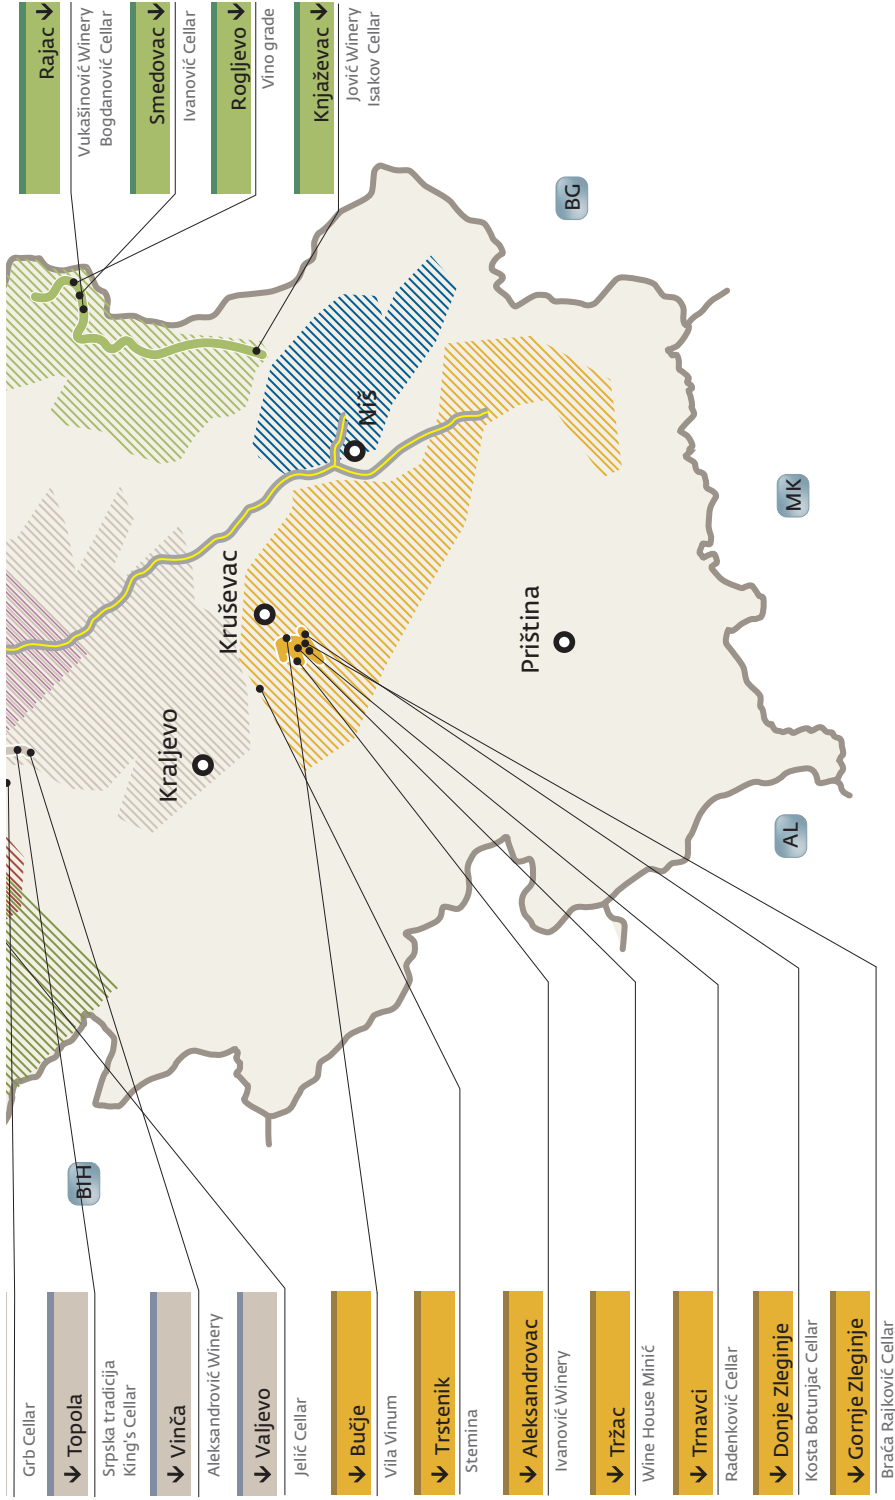 Rajac
Vukašinović Winery
Bogdanović Cellar
Smedovac
Ivanović Cellar
Rogljevo
Vino grade
Knjaževac
Jović Winery
Isakov Cellar
BG
Niš
MK
Kruševac
Priština
Kraljevo
AL
BIH
Grb Cellar
Topola
Srpska tradicija
King's Cellar
Vinča
Aleksandrović Winery
Valjevo
Jelić Cellar
Bučje
Vila Vinum
Trstenik
Stemina
Aleksandrovac
Ivanović Winery
Tržac
Wine House Minić
Trnavci
Radenković Cellar
Donje Zleginje
Kosta Botunjac Cellar
Gornje Zleginje
Braća Rajković Cellar